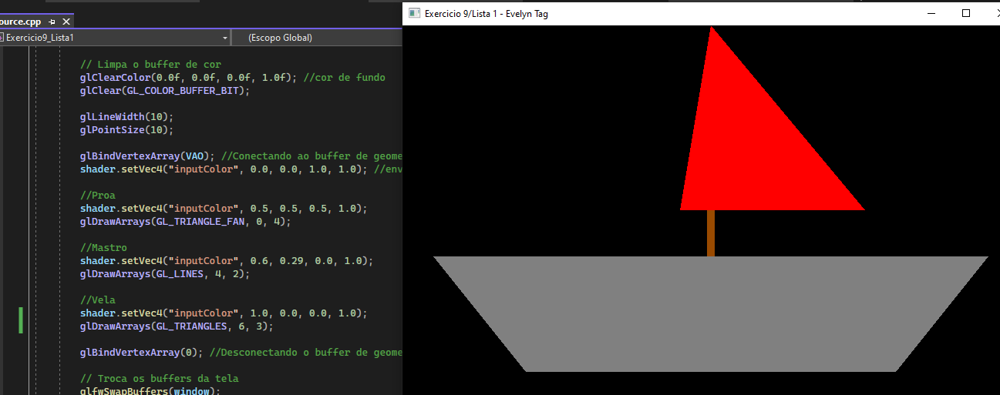 ource.cpp
Exercicio9_Lista1
(Escopo Global)
// Limpa o buffer de cor
glClearColor(0.0f, 0.0f, 0.0f, 1.0f); //cor de fundo
glClear(GL_COLOR_BUFFER_BIT);
glLineWidth(10);
glPointSize(10);
glBindVertexArray(VAO); //Conectando ao buffer de geome
shader.setVec4("inputColor", 0.0, 0.0, 1.0, 1.0); //env
//Proa
shader.setVec4("inputColor", 0.5, 0.5, 0.5, 1.0);
glDrawArrays(GL_TRIANGLE_FAN, 0, 4);
//Mastro
shader.setVec4("inputColor", 0.6, 0.29, 0.0, 1.0);
glDrawArrays(GL_LINES, 4, 2);
//Vela
shader.setVec4("inputColor", 1.0, 0.0, 0.0, 1.0);
glDrawArrays(GL_TRIANGLES, 6, 3);
glBindVertexArray(0); //Desconectando o buffer de geome
// Troca os buffers da tela
glfwSwapBuffers(window);
Exercicio 9/Lista 1 - Evelyn Tag